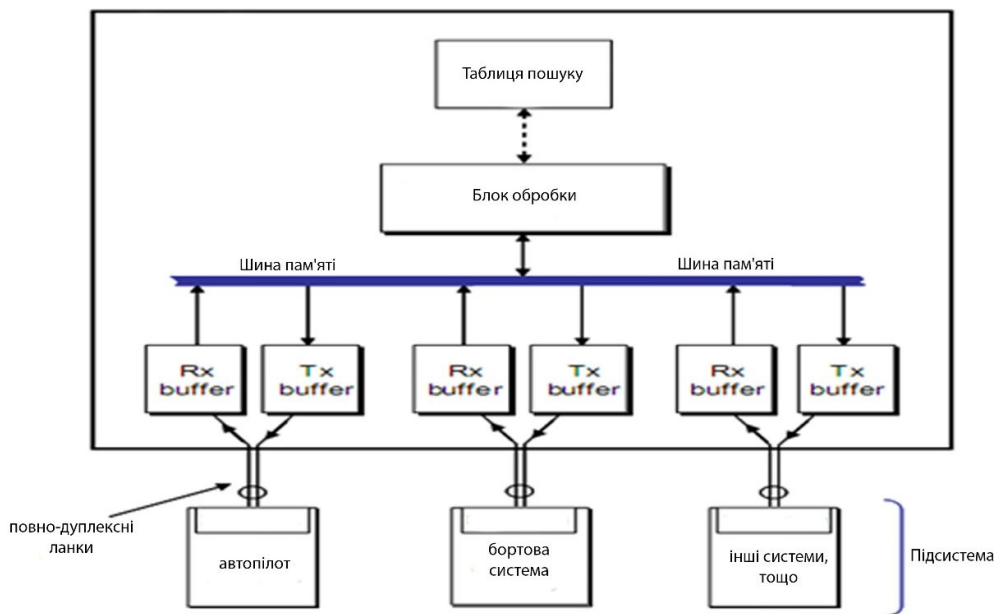 Таблиця пошуку
Блок обробки
Шина пам'яті
Шина пам'яті
Rx
buffer
Tx
buffer
Rx
buffer
Tx
buffer
Rx
buffer
Tx
buffer
повно-дуплексні
ланки
автопілот
бортова
система
інші системи,
тощо
Підсистема